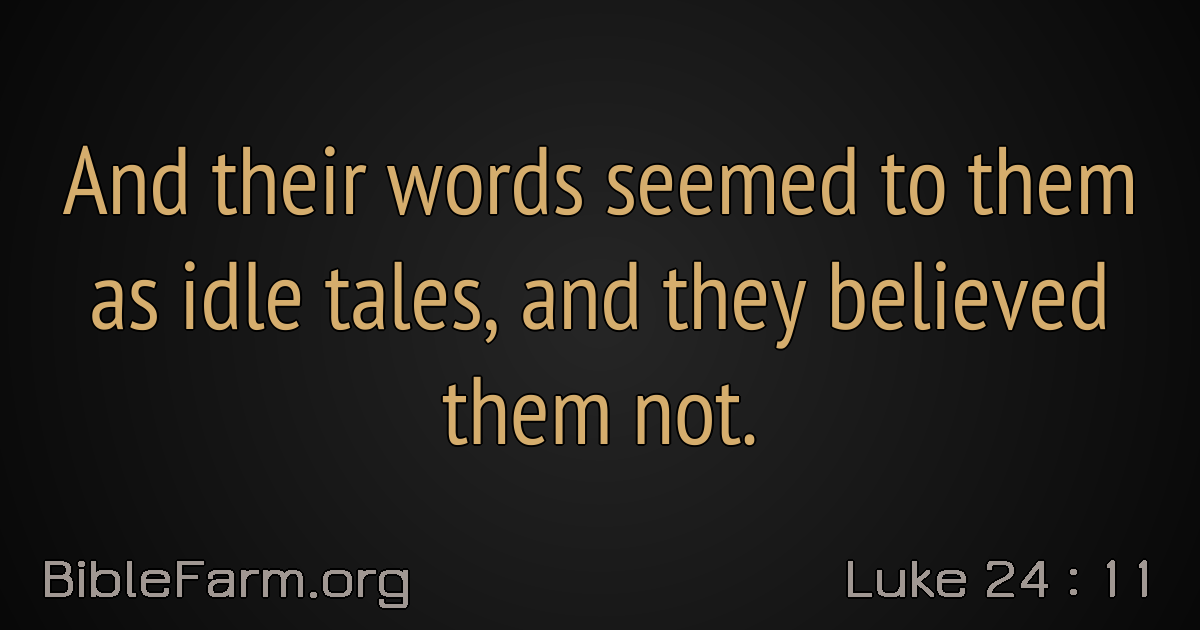 And their words seemed to them
as idle tales, and they believed
them not.
BibleFarm.org
Luke 24 : 11